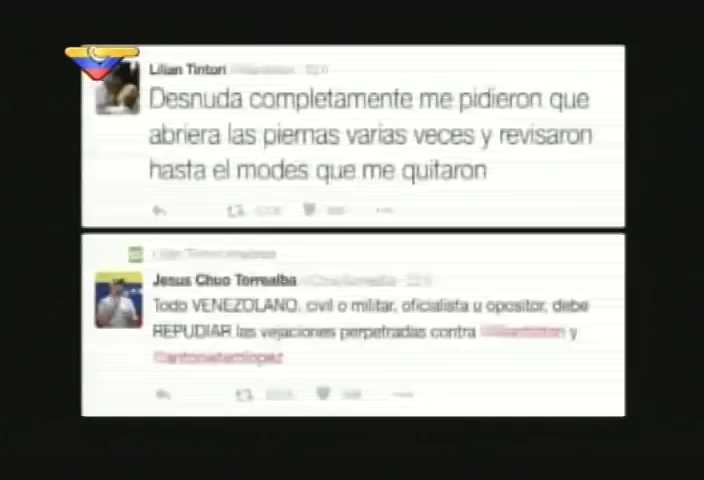 Lilian Tintori
Desnuda completamente me pidieron que
abriera las piernas varias veces y revisaron
hasta el modes que me quitaron
Jesus Chuo Torrealba
Todo VENEZOLANO, civil o militar, oficialista u opositor, debe
REPUDIAR las vejaciones perpetradas contra y